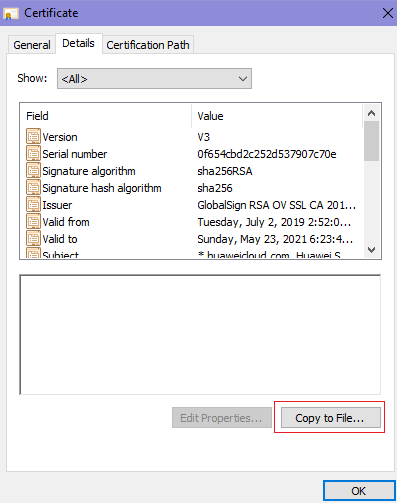 Certificate
General Details Certification Path
Show: <All>
Field Value
Version V3
Serial number 0f654cbd2c252d537907c70e
Signature algorithm sha256RSA
Signature hash algorithm sha256
Issuer GlobalSign RSA OV SSL CA 201...
Valid from Tuesday, July 2, 2019 2:52:0...
Valid to Sunday, May 23, 2021 6:23:4...
Subject *.huaweicloud.com, Huawei S...
Edit Properties... Copy to File...
OK